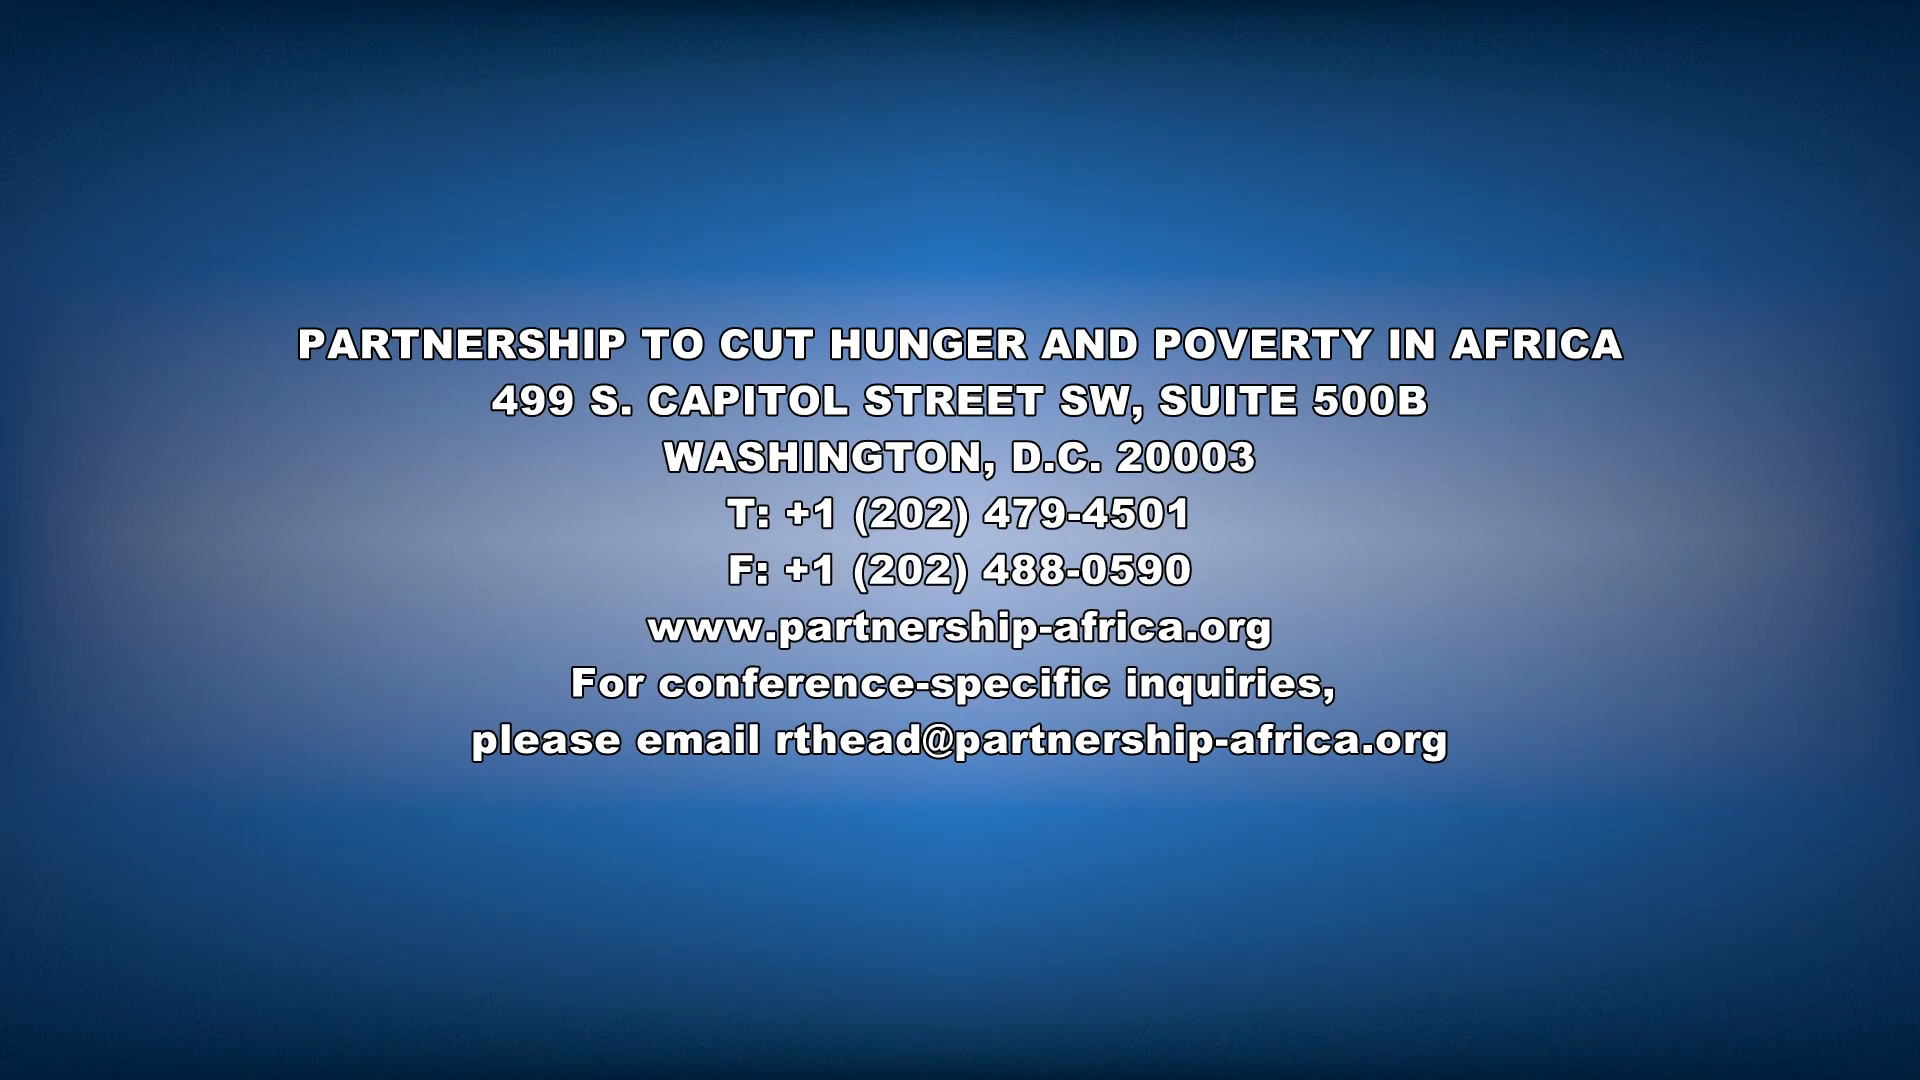 PARTNERSHIP TO CUT HUNGER AND POVERTY IN AFRICA
499 S. CAPITOL STREET SW, SUITE 500B
WASHINGTON, D.C. 20003
T: +1 (202) 479-4501
F: +1 (202) 488-0590
www.partnership-africa.org
For conference-specific inquiries,
please email rthead@partnership-africa.org